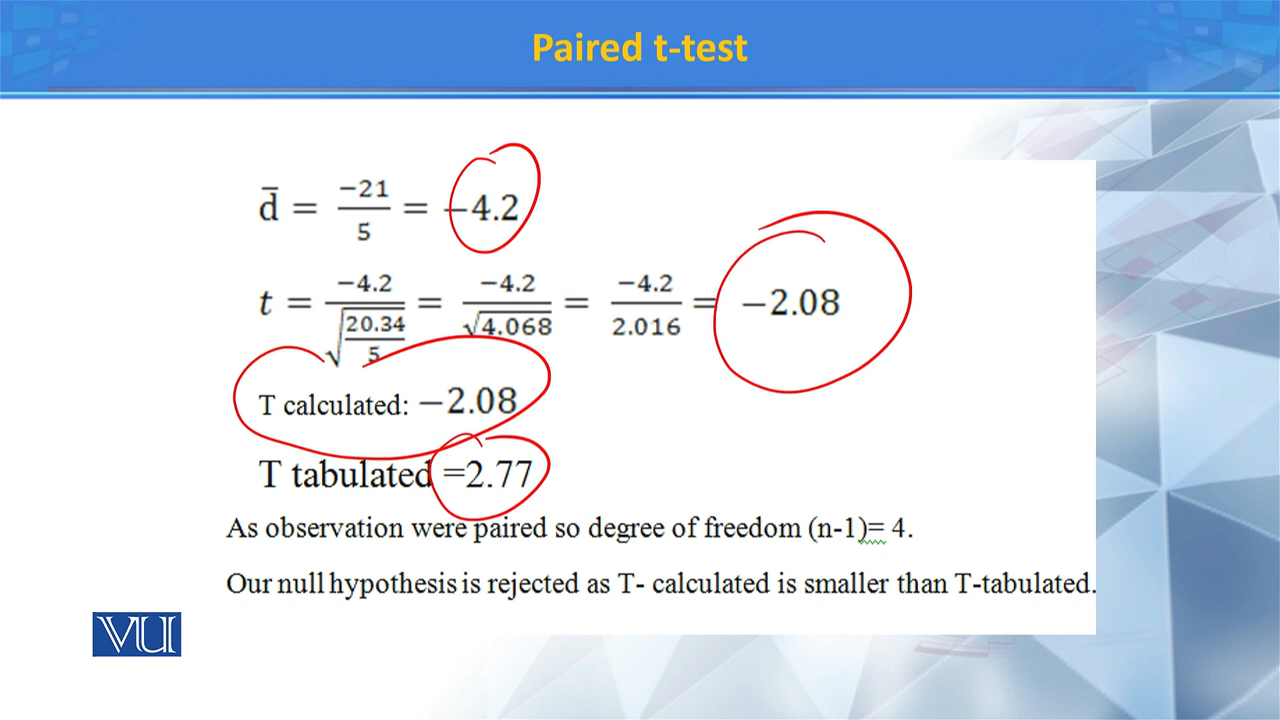 Paired t-test
d̄ = −21/5 = −4.2
t = −4.2/√(20.34/5) = −4.2/√4.068 = −4.2/2.016 = −2.08
T calculated: −2.08
T tabulated =2.77
As observation were paired so degree of freedom (n-1)= 4.
Our null hypothesis is rejected as T- calculated is smaller than T-tabulated.
VU